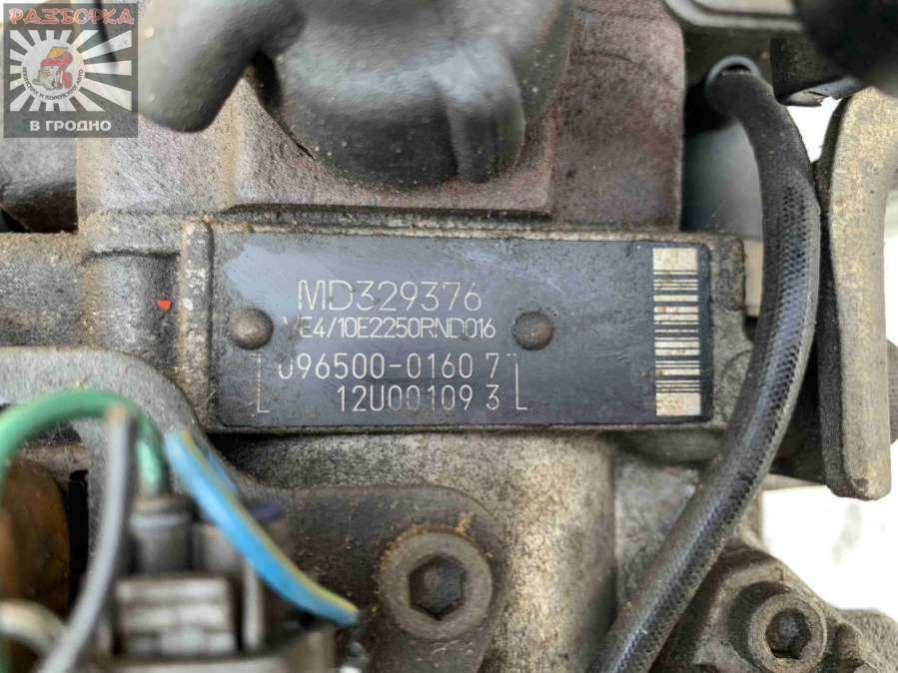 РАЗБОРКА
В ГРОДНО
MD329376
VE4/10E2250RND016
096500-0160 7
12U00109 3